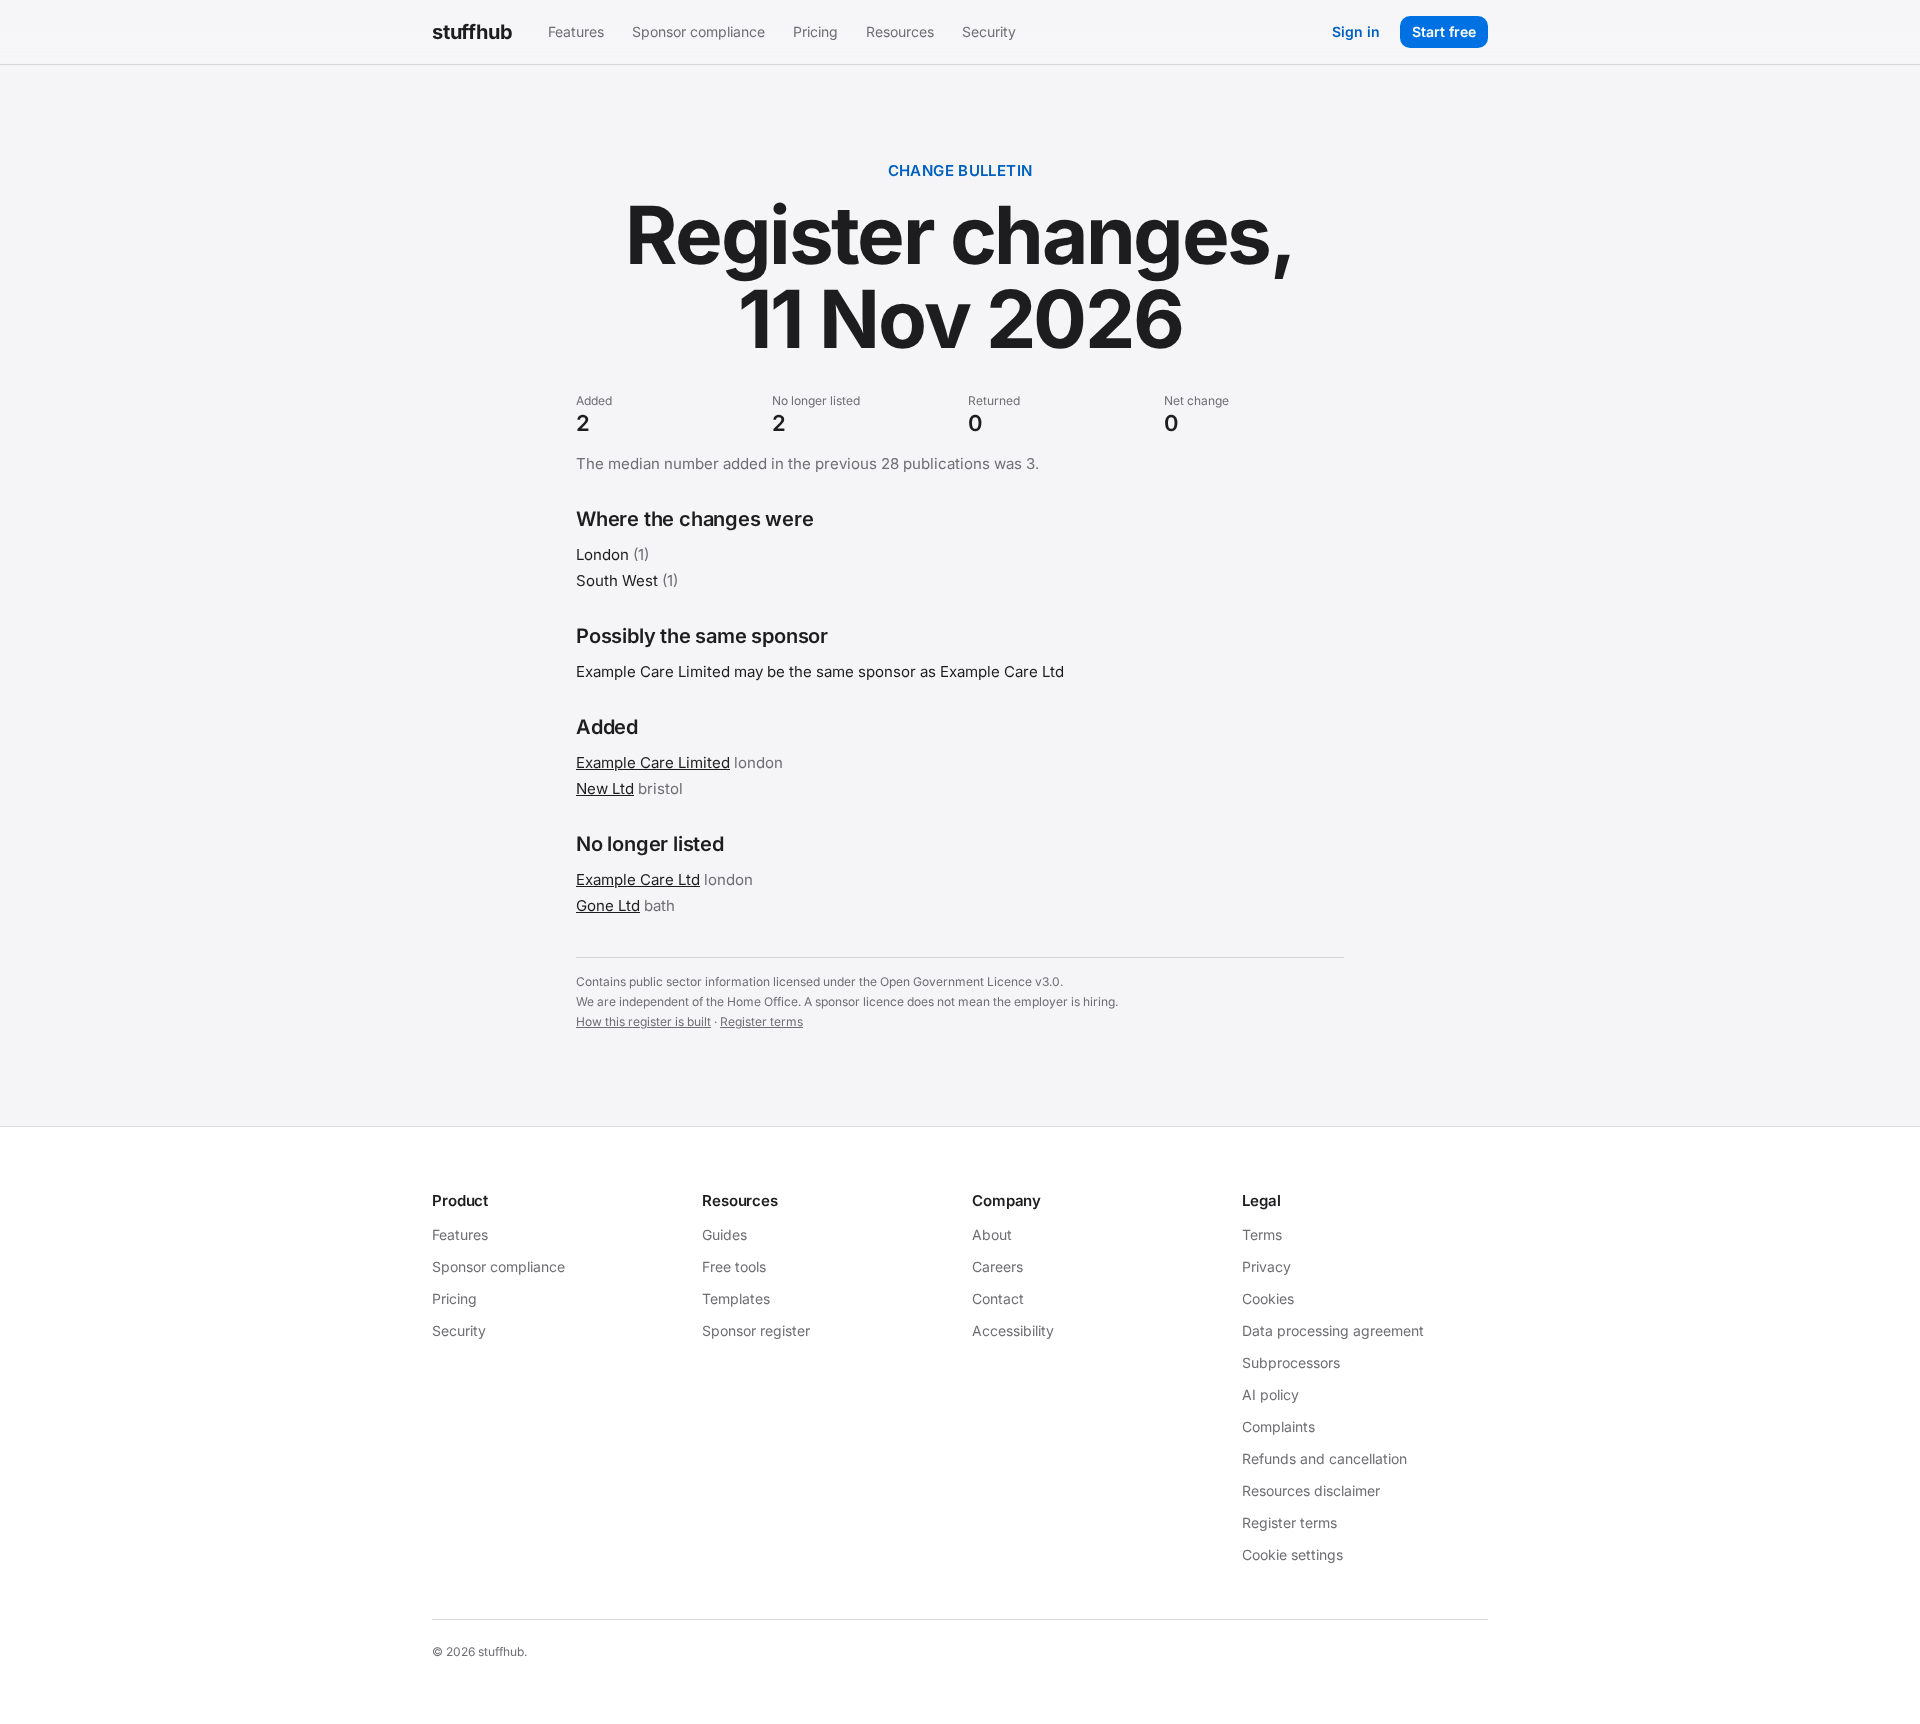 stuffhub Features Sponsor compliance Pricing Resources Security Sign in Start free
CHANGE BULLETIN
Register changes,
11 Nov 2026
Added No longer listed Returned Net change
2 2 0 0
The median number added in the previous 28 publications was 3.
Where the changes were
London (1)
South West (1)
Possibly the same sponsor
Example Care Limited may be the same sponsor as Example Care Ltd
Added
Example Care Limited london
New Ltd bristol
No longer listed
Example Care Ltd london
Gone Ltd bath
Contains public sector information licensed under the Open Government Licence v3.0.
We are independent of the Home Office. A sponsor licence does not mean the employer is hiring.
How this register is built · Register terms
Product Resources Company Legal
Features Guides About Terms
Sponsor compliance Free tools Careers Privacy
Pricing Templates Contact Cookies
Security Sponsor register Accessibility Data processing agreement
Subprocessors
AI policy
Complaints
Refunds and cancellation
Resources disclaimer
Register terms
Cookie settings
© 2026 stuffhub.